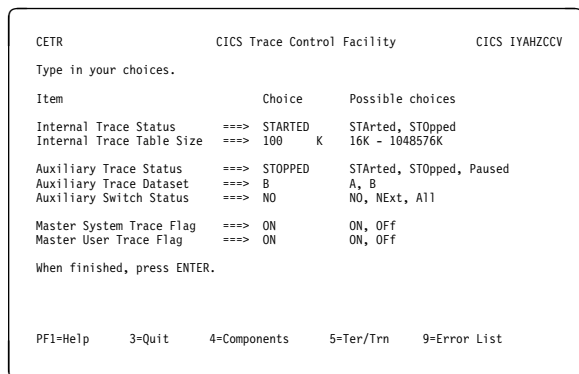 CETR CICS Trace Control Facility CICS IYAHZCCV
Type in your choices.
Item Choice Possible choices
Internal Trace Status ===> STARTED STArted, STOpped
Internal Trace Table Size ===> 100 K 16K - 1048576K
Auxiliary Trace Status ===> STOPPED STArted, STOpped, Paused
Auxiliary Trace Dataset ===> B A, B
Auxiliary Switch Status ===> NO NO, NExt, All
Master System Trace Flag ===> ON ON, OFf
Master User Trace Flag ===> ON ON, OFf
When finished, press ENTER.
PF1=Help 3=Quit 4=Components 5=Ter/Trn 9=Error List